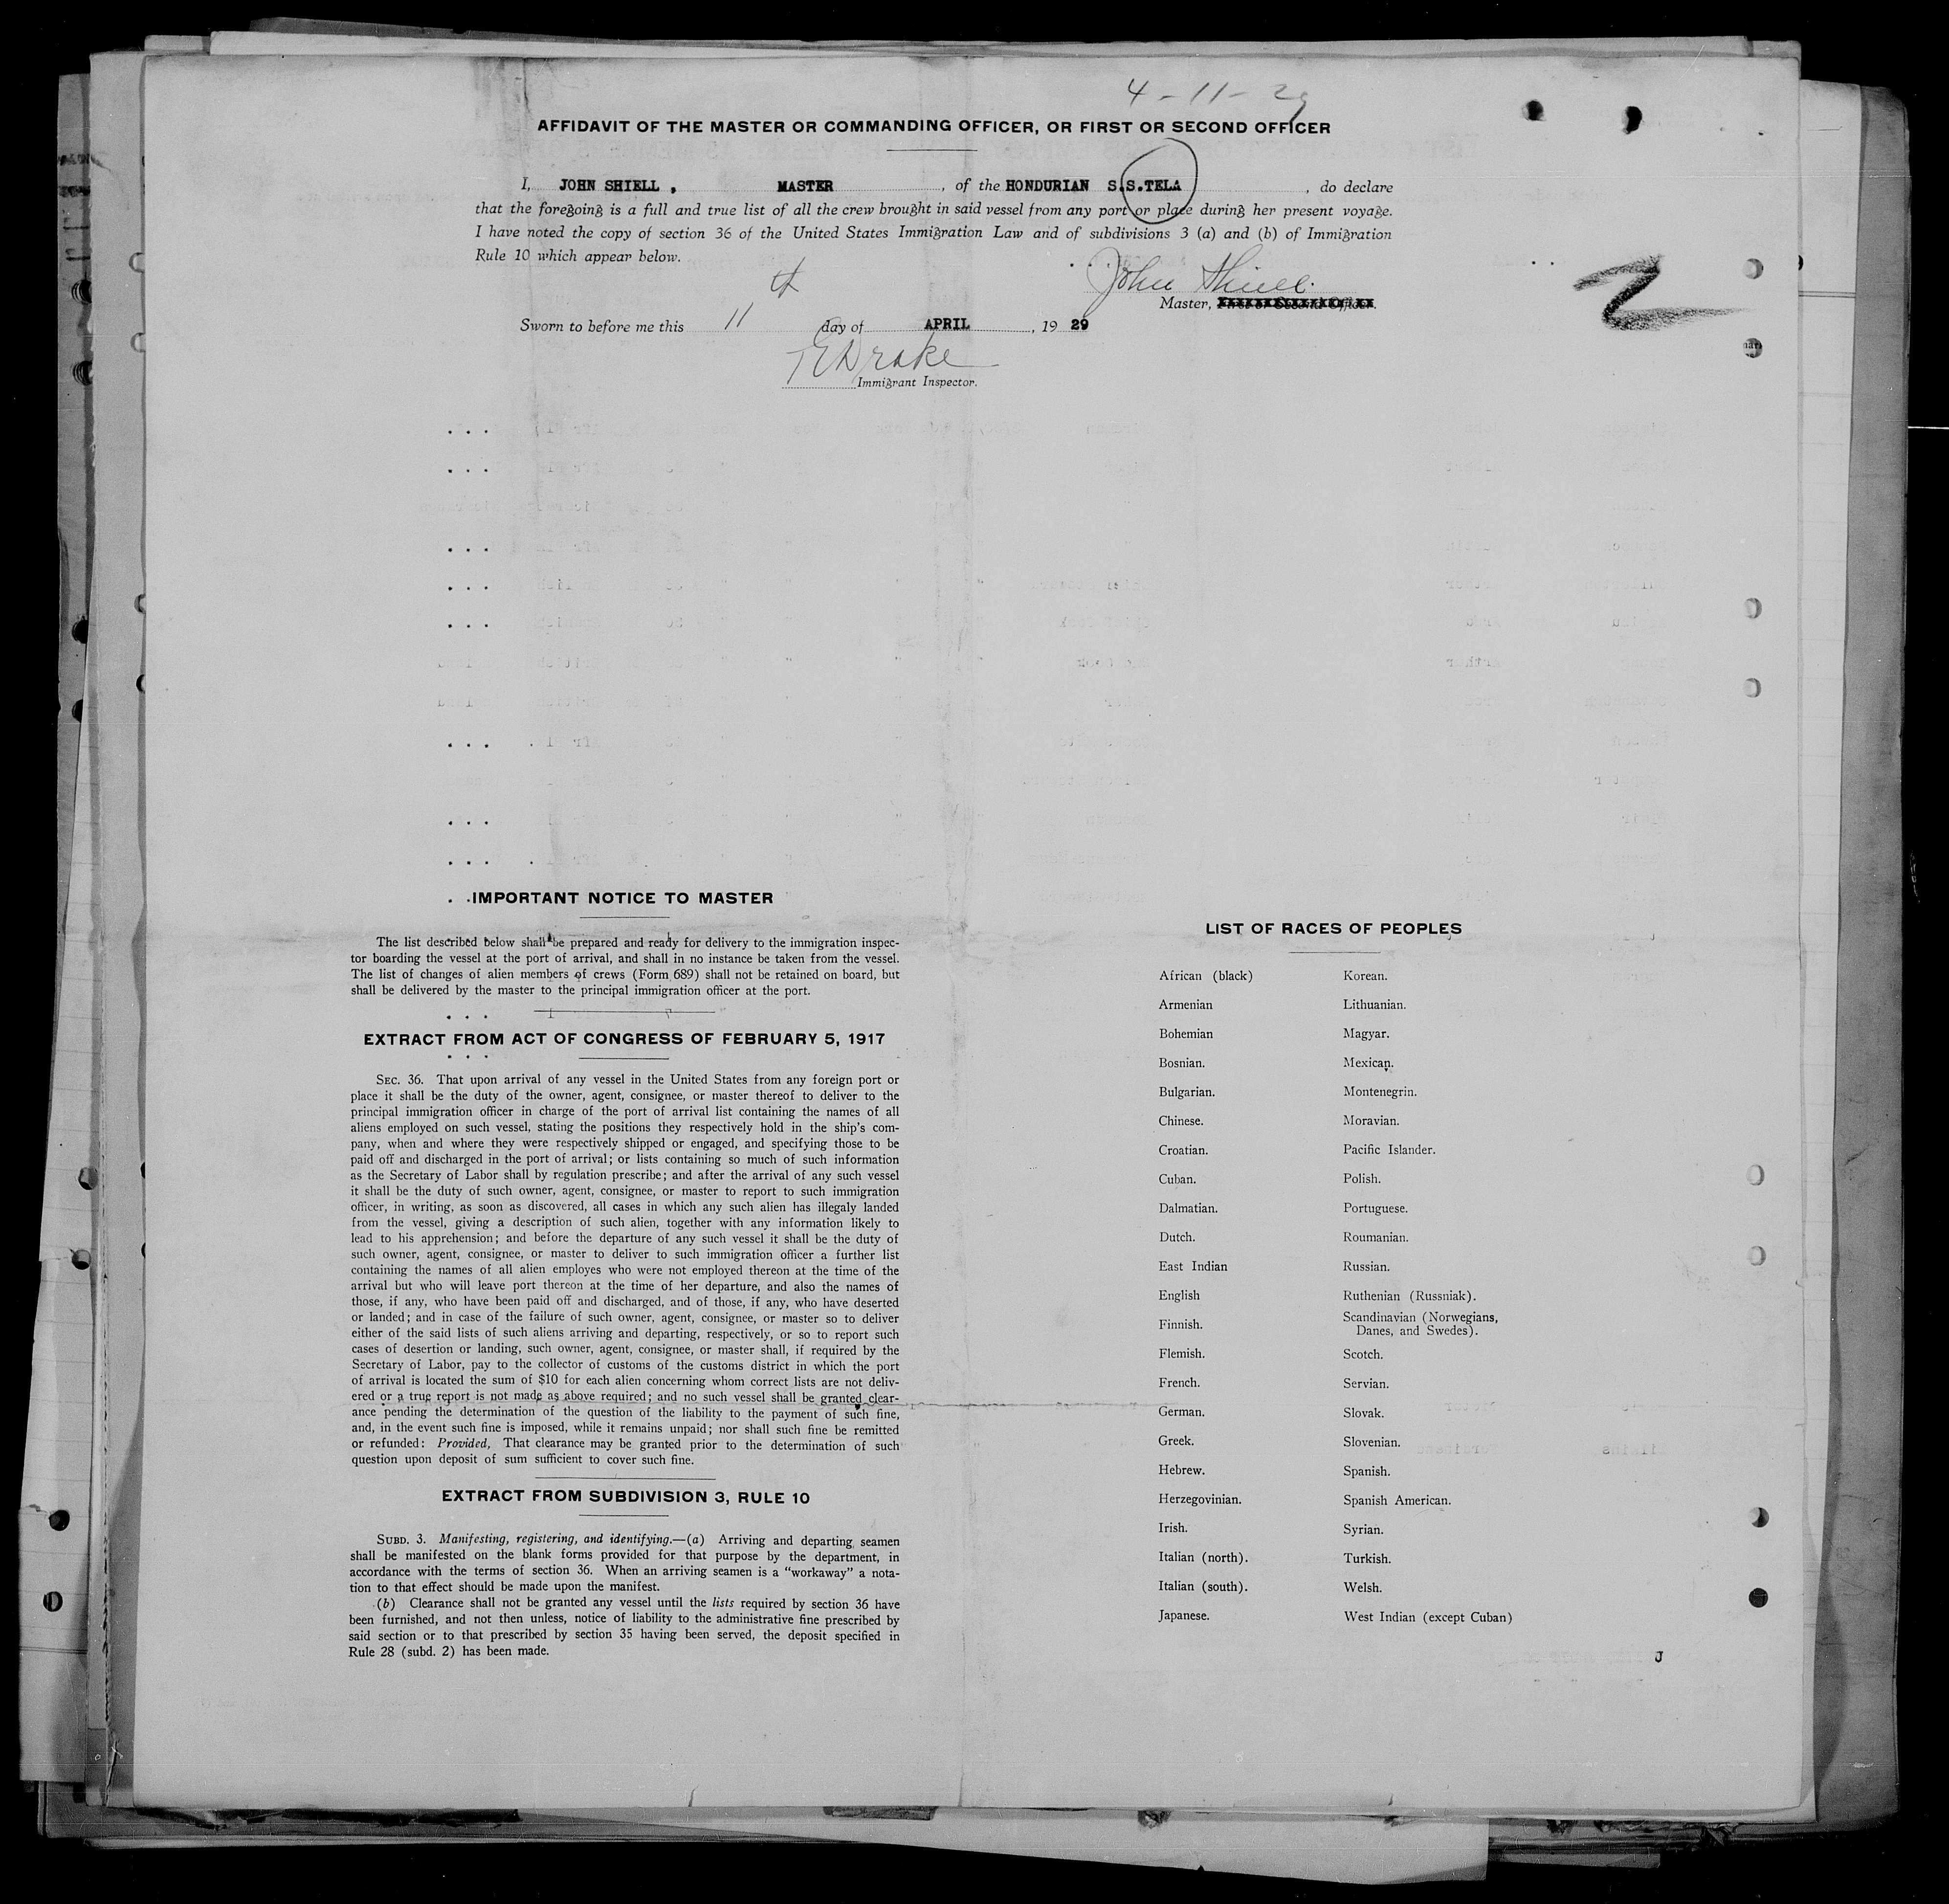 4-11-29
AFFIDAVIT OF THE MASTER OR COMMANDING OFFICER, OR FIRST OR SECOND OFFICER
I, JOHN SHIELL , MASTER , of the HONDURIAN S.S.TELA , do declare
that the foregoing is a full and true list of all the crew brought in said vessel from any port or place during her present voyage.
I have noted the copy of section 36 of the United States Immigration Law and of subdivisions 3 (a) and (b) of Immigration
Rule 10 which appear below.
John Shiell.
2
Master, First or Second Officer.
Sworn to before me this 11th day of APRIL , 19 29
T E Drake
Immigrant Inspector.
IMPORTANT NOTICE TO MASTER
The list described below shall be prepared and ready for delivery to the immigration inspec-
tor boarding the vessel at the port of arrival, and shall in no instance be taken from the vessel.
The list of changes of alien members of crews (Form 689) shall not be retained on board, but
shall be delivered by the master to the principal immigration officer at the port.
EXTRACT FROM ACT OF CONGRESS OF FEBRUARY 5, 1917
SEC. 36. That upon arrival of any vessel in the United States from any foreign port or
place it shall be the duty of the owner, agent, consignee, or master thereof to deliver to the
principal immigration officer in charge of the port of arrival list containing the names of all
aliens employed on such vessel, stating the positions they respectively hold in the ship's com-
pany, when and where they were respectively shipped or engaged, and specifying those to be
paid off and discharged in the port of arrival; or lists containing so much of such information
as the Secretary of Labor shall by regulation prescribe; and after the arrival of any such vessel
it shall be the duty of such owner, agent, consignee, or master to report to such immigration
officer, in writing, as soon as discovered, all cases in which any such alien has illegaly landed
from the vessel, giving a description of such alien, together with any information likely to
lead to his apprehension; and before the departure of any such vessel it shall be the duty of
such owner, agent, consignee, or master to deliver to such immigration officer a further list
containing the names of all alien employes who were not employed thereon at the time of the
arrival but who will leave port thereon at the time of her departure, and also the names of
those, if any, who have been paid off and discharged, and of those, if any, who have deserted
or landed; and in case of the failure of such owner, agent, consignee, or master so to deliver
either of the said lists of such aliens arriving and departing, respectively, or so to report such
cases of desertion or landing, such owner, agent, consignee, or master shall, if required by the
Secretary of Labor, pay to the collector of customs of the customs district in which the port
of arrival is located the sum of $10 for each alien concerning whom correct lists are not deliv-
ered or a true report is not made as above required; and no such vessel shall be granted clear-
ance pending the determination of the question of the liability to the payment of such fine,
and, in the event such fine is imposed, while it remains unpaid; nor shall such fine be remitted
or refunded: Provided, That clearance may be granted prior to the determination of such
question upon deposit of sum sufficient to cover such fine.
EXTRACT FROM SUBDIVISION 3, RULE 10
SUBD. 3. Manifesting, registering, and identifying.—(a) Arriving and departing seamen
shall be manifested on the blank forms provided for that purpose by the department, in
accordance with the terms of section 36. When an arriving seamen is a "workaway" a nota-
tion to that effect should be made upon the manifest.
(b) Clearance shall not be granted any vessel until the lists required by section 36 have
been furnished, and not then unless, notice of liability to the administrative fine prescribed by
said section or to that prescribed by section 35 having been served, the deposit specified in
Rule 28 (subd. 2) has been made.
LIST OF RACES OF PEOPLES
African (black) Korean.
Armenian Lithuanian.
Bohemian Magyar.
Bosnian. Mexican.
Bulgarian. Montenegrin.
Chinese. Moravian.
Croatian. Pacific Islander.
Cuban. Polish.
Dalmatian. Portuguese.
Dutch. Roumanian.
East Indian Russian.
English Ruthenian (Russniak).
Finnish. Scandinavian (Norwegians,
Danes, and Swedes).
Flemish. Scotch.
French. Servian.
German. Slovak.
Greek. Slovenian.
Hebrew. Spanish.
Herzegovinian. Spanish American.
Irish. Syrian.
Italian (north). Turkish.
Italian (south). Welsh.
Japanese. West Indian (except Cuban)
J